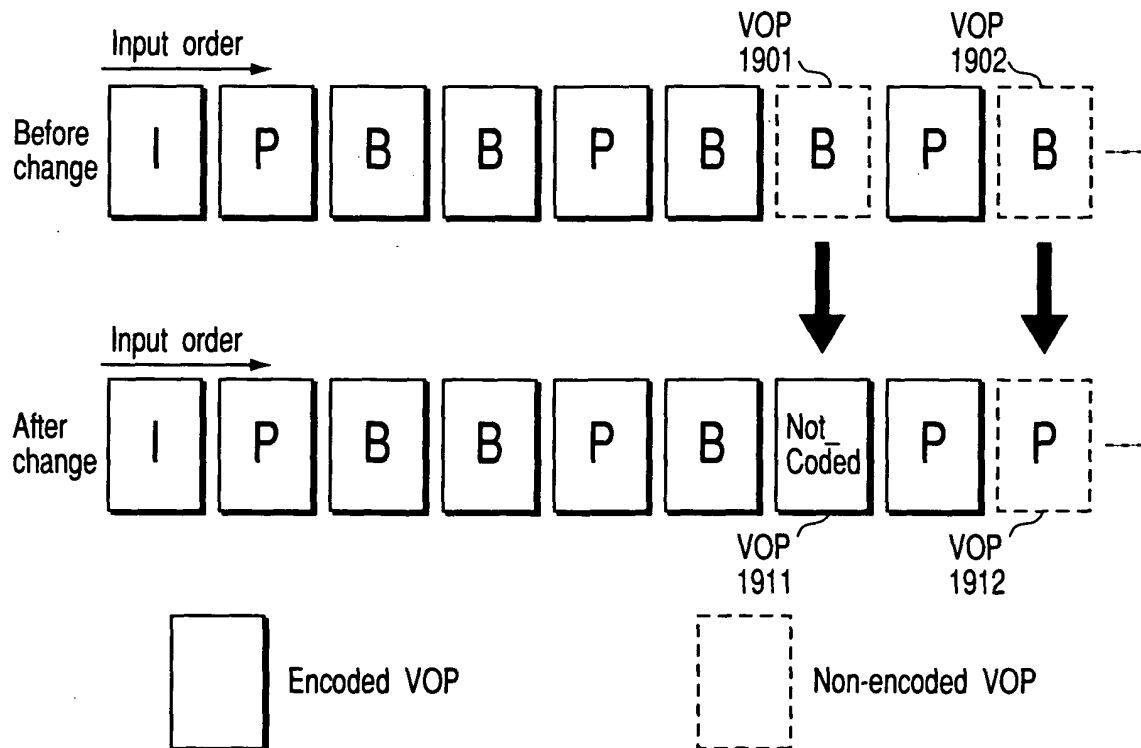 VOP
1901
VOP
1902
Input order
Before
change
I
P
B
B
P
B
B
P
B
Input order
After
change
I
P
B
B
P
B
Not_
Coded
P
P
VOP
1911
VOP
1912
Encoded VOP
Non-encoded VOP